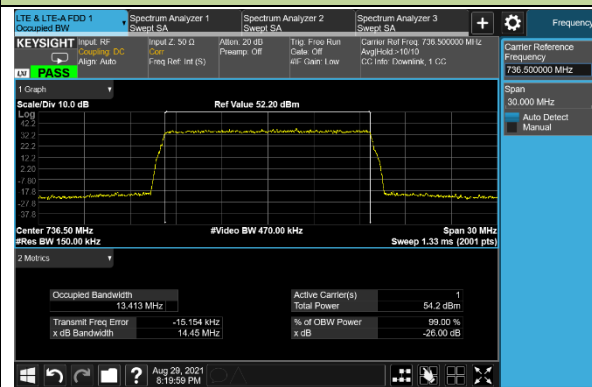 LTE & LTE-A FDD 1
Occupied BW
Spectrum Analyzer 1
Swept SA
Spectrum Analyzer 2
Swept SA
Spectrum Analyzer 3
Swept SA
+
Frequency
KEYSIGHT
Input: RF
Coupling: DC
Align: Auto
Input Z: 50 Ω
Corr
Freq Ref: Int (S)
Atten: 20 dB
Preamp: Off
Trig: Free Run
Gate: Off
#IF Gain: Low
Carrier Ref Freq: 736.500000 MHz
Avg|Hold:>10/10
CC Info: Downlink, 1 CC
LXI
PASS
Carrier Reference
Frequency
736.500000 MHz
Span
30.000 MHz
Auto Detect
Manual
1 Graph
Scale/Div 10.0 dB
Ref Value 52.20 dBm
Log
42.2
32.2
22.2
12.2
2.20
-7.80
-17.8
-27.8
-37.8
Center 736.50 MHz
#Video BW 470.00 kHz
Span 30 MHz
#Res BW 150.00 kHz
Sweep 1.33 ms (2001 pts)
2 Metrics
Occupied Bandwidth
13.413 MHz
Active Carrier(s) 1
Total Power 54.2 dBm
Transmit Freq Error -15.154 kHz
% of OBW Power 99.00 %
x dB Bandwidth 14.45 MHz
x dB -26.00 dB
?
Aug 29, 2021
8:19:59 PM